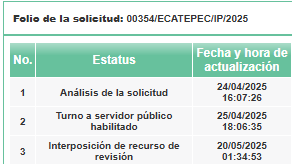 Folio de la solicitud: 00354/ECATEPEC/IP/2025
No. Estatus Fecha y hora de actualización
1 Análisis de la solicitud 24/04/2025 16:07:26
2 Turno a servidor público habilitado 25/04/2025 18:06:35
3 Interposición de recurso de revisión 20/05/2025 01:34:53